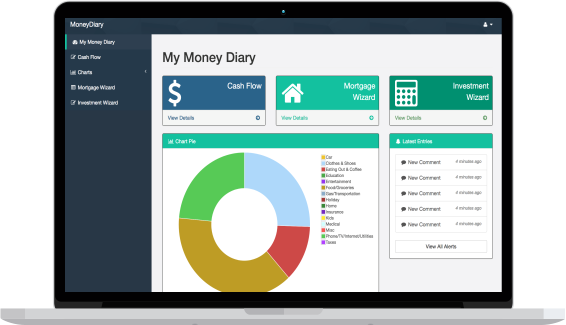 MoneyDiary
My Money Diary
Cash Flow
Charts
Mortgage Wizard
Investment Wizard
My Money Diary
Cash Flow
View Details
Mortgage
Wizard
View Details
Investment
Wizard
View Details
Chart Pie
Car
Clothes & Shoes
Eating Out & Coffee
Education
Entertainment
Food/Groceries
Gas/Transportation
Holiday
Home
Insurance
Kids
Medical
Misc
Phone/TV/Internet/Utilities
Taxes
Latest Entries
New Comment 4 minutes ago
New Comment 4 minutes ago
New Comment 4 minutes ago
New Comment 4 minutes ago
New Comment 4 minutes ago
View All Alerts